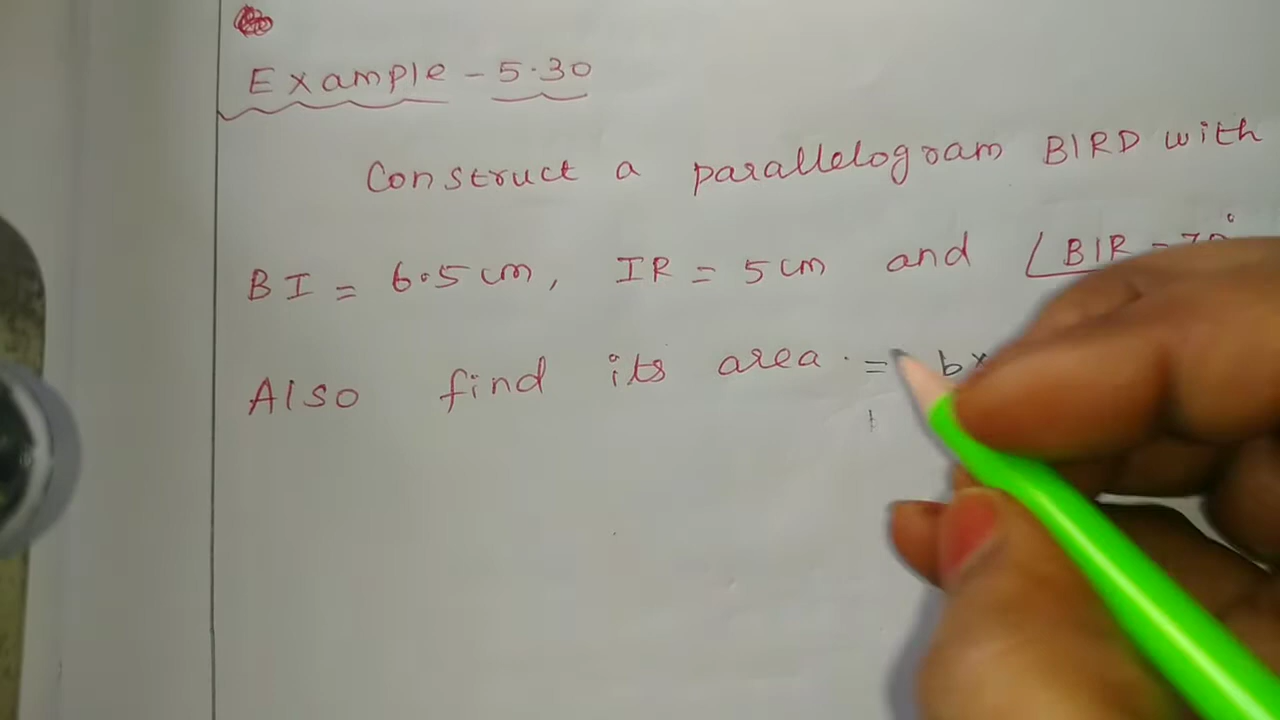 Example - 5.30
Construct a parallelogram BIRD with
BI = 6.5 cm, IR = 5 cm and ∠BIR = 70°
Also find its area. = b×